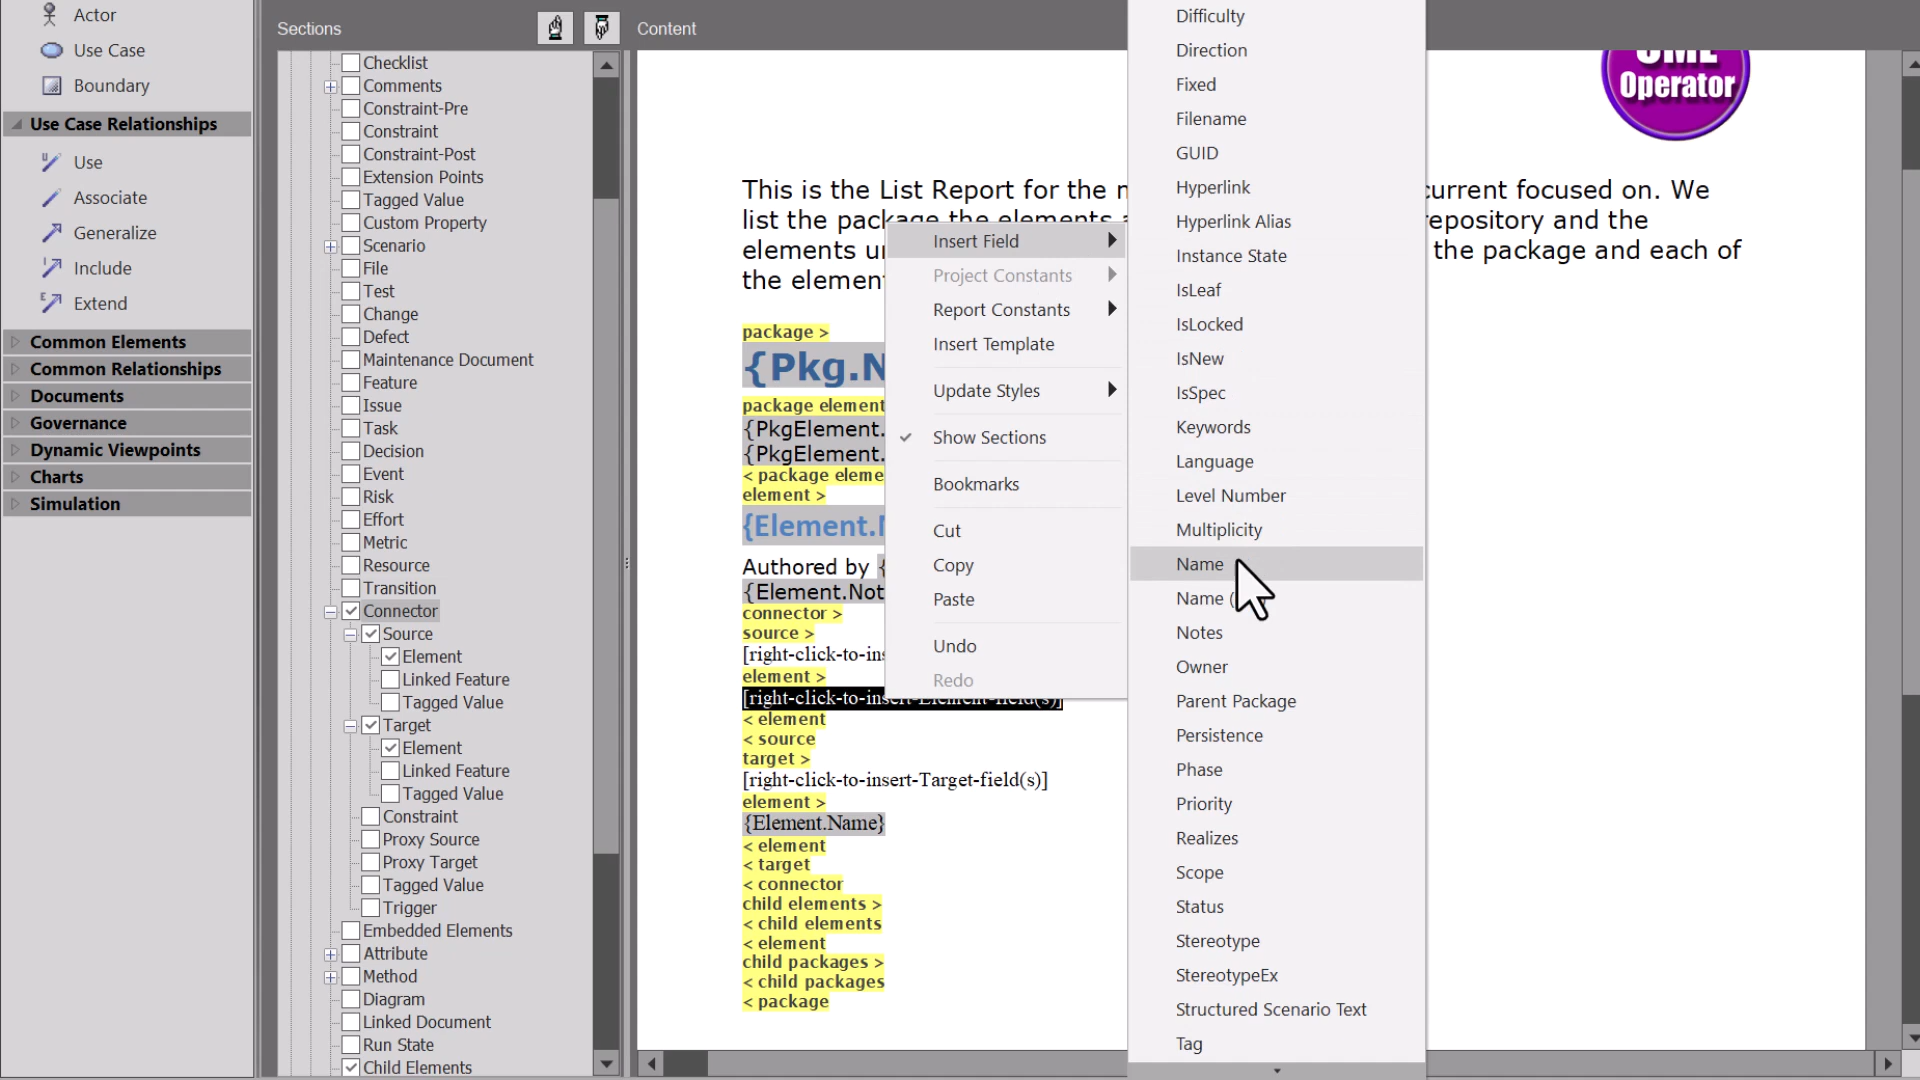 Actor
Use Case
Boundary
Use Case Relationships
Use
Associate
Generalize
Include
Extend
Common Elements
Common Relationships
Documents
Governance
Dynamic Viewpoints
Charts
Simulation
Sections
Checklist
Comments
Constraint-Pre
Constraint
Constraint-Post
Extension Points
Tagged Value
Custom Property
Scenario
File
Test
Change
Defect
Maintenance Document
Feature
Issue
Task
Decision
Event
Risk
Effort
Metric
Resource
Transition
Connector
Source
Element
Linked Feature
Tagged Value
Target
Element
Linked Feature
Tagged Value
Constraint
Proxy Source
Proxy Target
Tagged Value
Trigger
Embedded Elements
Attribute
Method
Diagram
Linked Document
Run State
Child Elements
Content
UML
Operator
This is the List Report for the current focused on. We
list the package the elements repository and the
elements the package and each of
the element
package >
{Pkg.N
package element
{PkgElement.
{PkgElement.
< package eleme
element >
{Element.N
Authored by {
{Element.Not
connector >
source >
[right-click-to-ins
element >
[right-click-to-insert-Element-field(s)]
< element
< source
target >
[right-click-to-insert-Target-field(s)]
element >
{Element.Name}
< element
< target
< connector
child elements >
< child elements
< element
child packages >
< child packages
< package
Insert Field
Project Constants
Report Constants
Insert Template
Update Styles
Show Sections
Bookmarks
Cut
Copy
Paste
Undo
Redo
Difficulty
Direction
Fixed
Filename
GUID
Hyperlink
Hyperlink Alias
Instance State
IsLeaf
IsLocked
IsNew
IsSpec
Keywords
Language
Level Number
Multiplicity
Name
Name (
Notes
Owner
Parent Package
Persistence
Phase
Priority
Realizes
Scope
Status
Stereotype
StereotypeEx
Structured Scenario Text
Tag